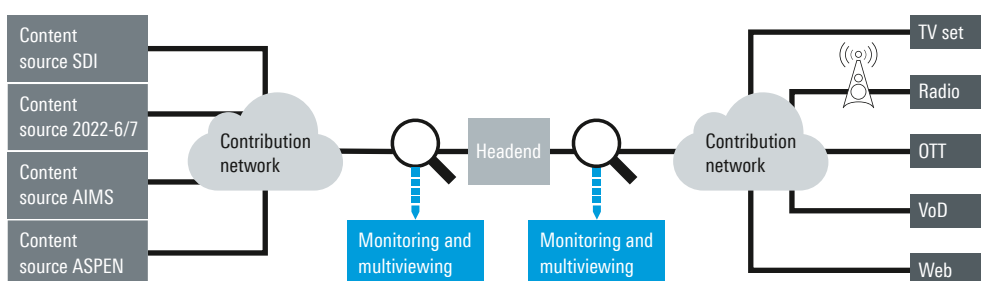 Content
source SDI
Content
source 2022-6/7
Content
source AIMS
Content
source ASPEN
Contribution
network
Headend
Monitoring and
multiviewing
Monitoring and
multiviewing
Contribution
network
TV set
Radio
OTT
VoD
Web